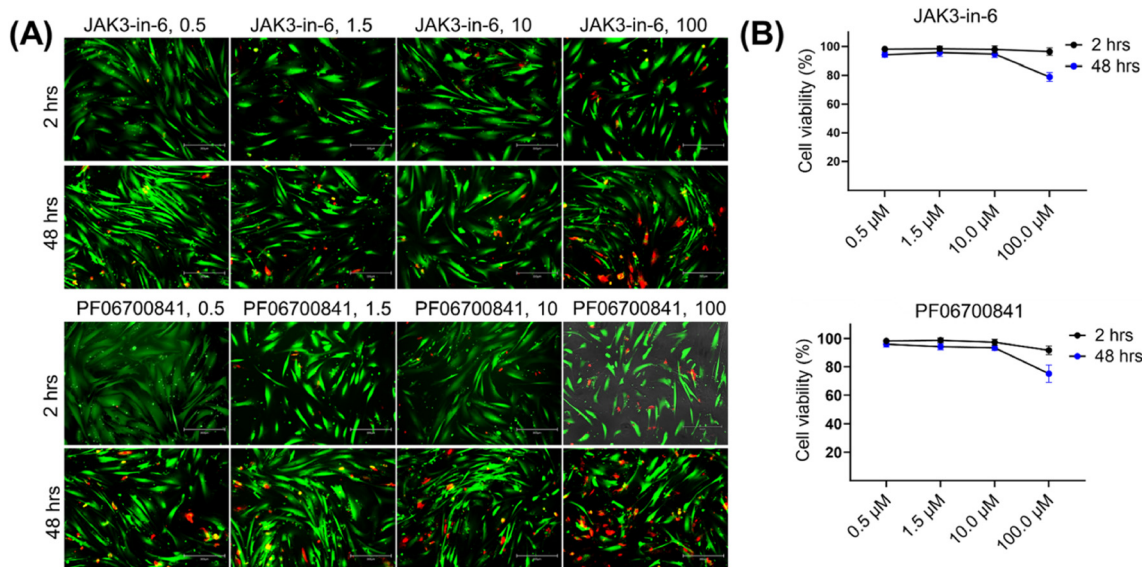 (A)
JAK3-in-6, 0.5 JAK3-in-6, 1.5 JAK3-in-6, 10 JAK3-in-6, 100
2 hrs
48 hrs
PF06700841, 0.5 PF06700841, 1.5 PF06700841, 10 PF06700841, 100
2 hrs
48 hrs
(B)
JAK3-in-6
Cell viability (%)
100
80
60
40
20
2 hrs
48 hrs
0.5 µM 1.5 µM 10.0 µM 100.0 µM
PF06700841
Cell viability (%)
100
80
60
40
20
2 hrs
48 hrs
0.5 µM 1.5 µM 10.0 µM 100.0 µM